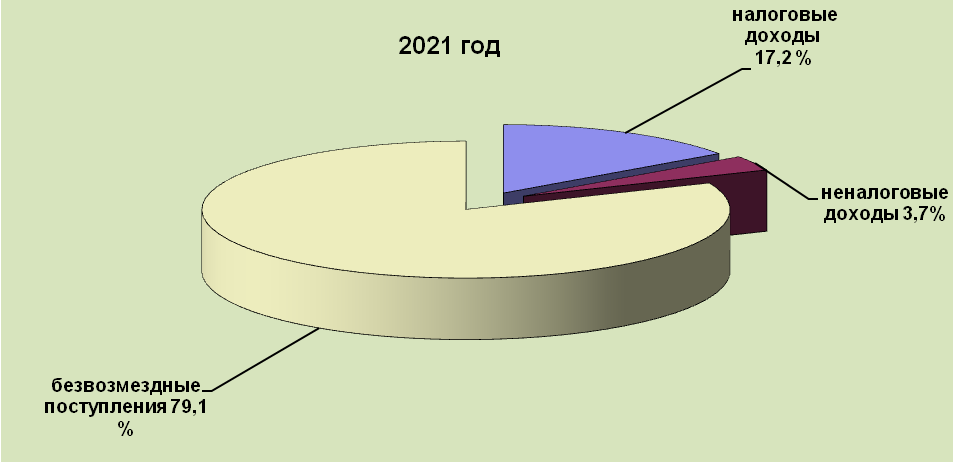 2021 год
налоговые
доходы
17,2 %
неналоговые
доходы 3,7%
безвозмездные
поступления 79,1
%